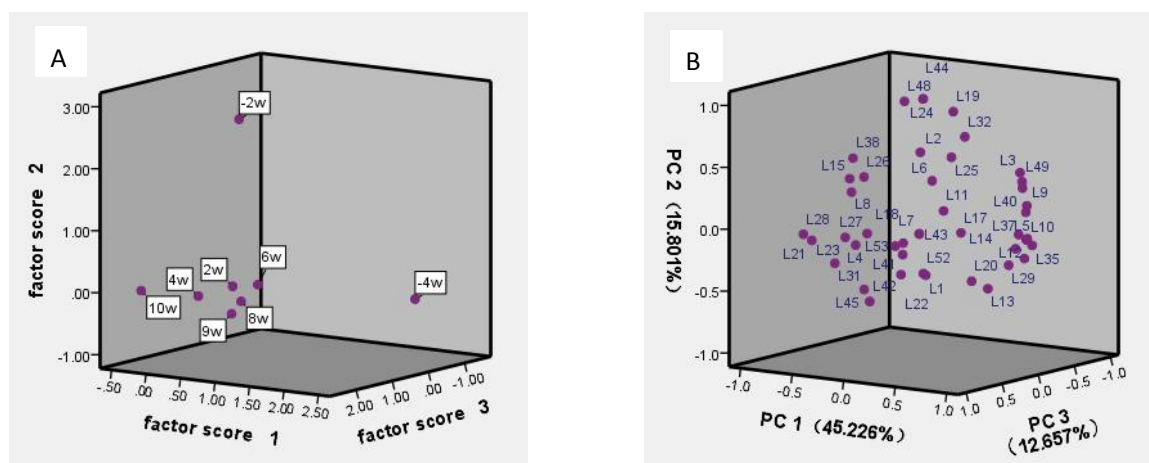 A
3.00
2.00
1.00
.00
-1.00
factor score 2
-2w
6w
2w
4w
-4w
10w
8w
9w
-.50 .00 .50 1.00 1.50 2.00 2.50
factor score 1
2.00 1.00 .00 -1.00
factor score 3
B
1.0
0.5
0.0
-0.5
-1.0
PC 2 (15.801%)
L44
L48
L19
L24
L32
L2
L38
L15 L26
L6 L25
L3 L49
L8
L11
L40 L9
L28 L27 L18 L7
L17
L37 L5 L10
L21 L23 L4 L53 L43
L14
L12
L31 L41 L52
L20 L35
L29
L45 L42
L22 L1
L13
-1.0 -0.5 0.0 0.5 1.0
PC 1 (45.226%)
1.0 0.5 0.0 -0.5 -1.0
PC 3
(12.657%)